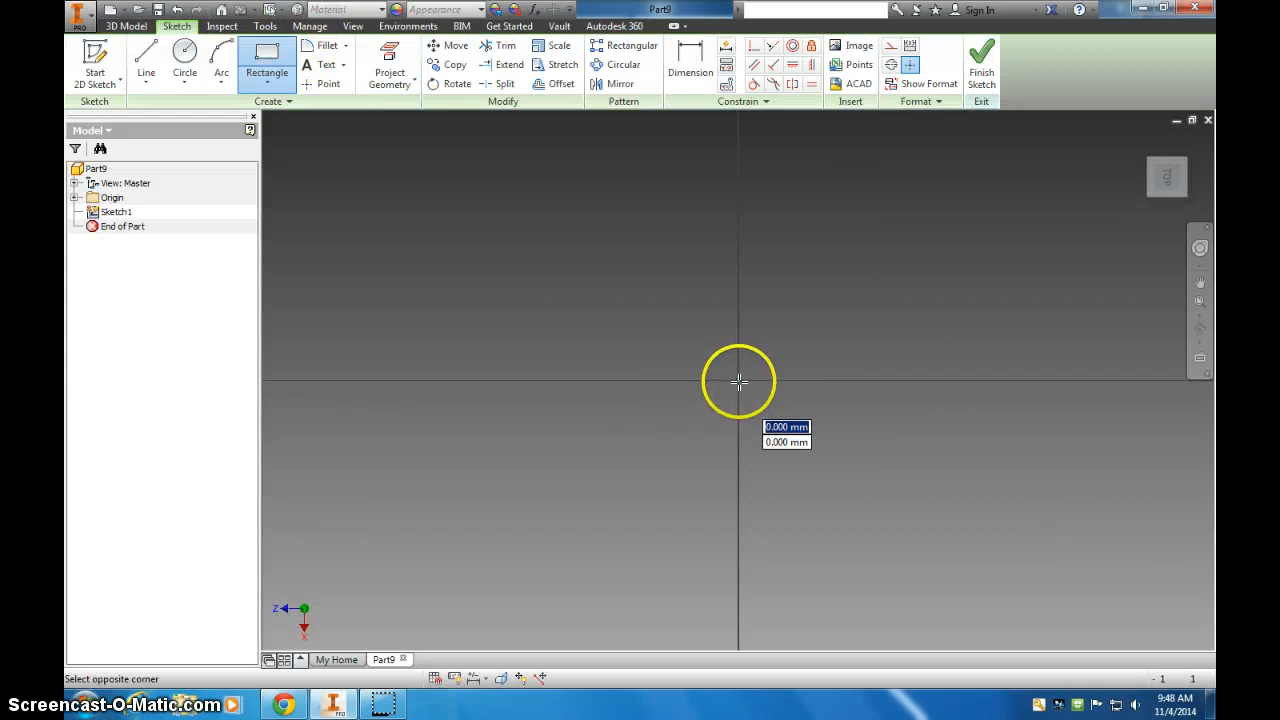 Material
Appearance
Part9
Sign In
PRO
3D Model
Sketch
Inspect
Tools
Manage
View
Environments
BIM
Get Started
Vault
Autodesk 360
Start
2D Sketch
Line
Circle
Arc
Rectangle
Fillet
Text
Point
Project
Geometry
Move
Copy
Rotate
Trim
Extend
Split
Scale
Stretch
Offset
Rectangular
Circular
Mirror
Dimension
Image
Points
ACAD
Show Format
Finish
Sketch
Sketch
Create
Modify
Pattern
Constrain
Insert
Format
Exit
Model
Part9
View: Master
Origin
Sketch1
End of Part
TOP
0.000 mm
0.000 mm
Z
X
My Home
Part9
Select opposite corner
- 1
1
Screencast-O-Matic.com
PRO
9:48 AM
11/4/2014